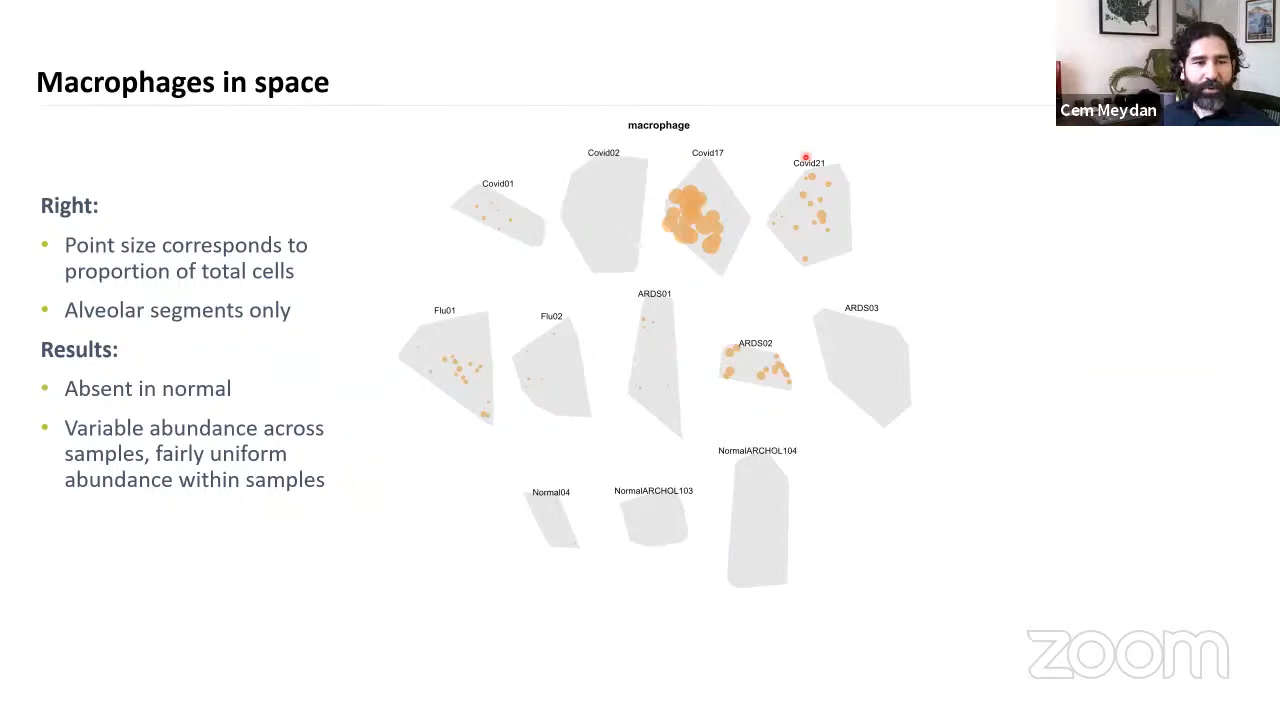 Macrophages in space
Cem Meydan
macrophage
Covid01
Covid02
Covid17
Covid21
Right:
Point size corresponds to
proportion of total cells
Alveolar segments only
Results:
Absent in normal
Variable abundance across
samples, fairly uniform
abundance within samples
Flu01
Flu02
ARDS01
ARDS02
ARDS03
Normal04
NormalARCHOL103
NormalARCHOL104
zoom